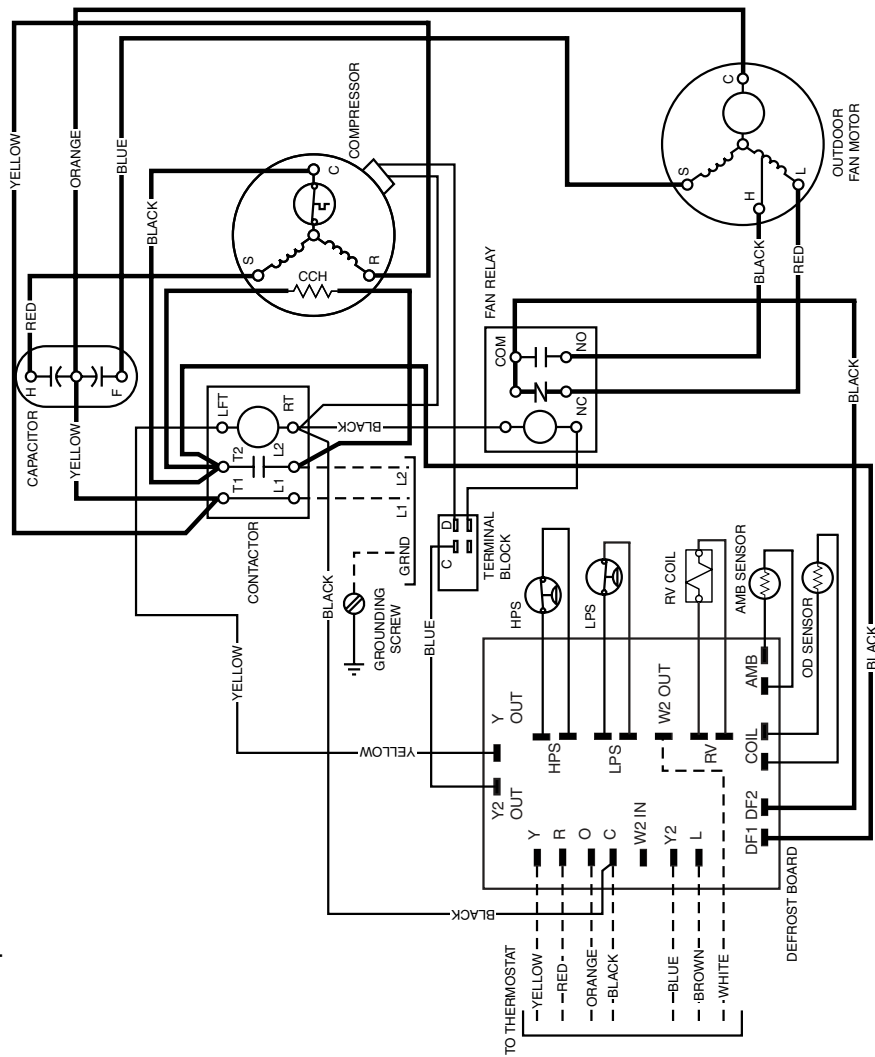 YELLOW
ORANGE
BLUE
BLACK
COMPRESSOR
C
S
R
CCH
RED
H
F
CAPACITOR
YELLOW
C
S
H
L
OUTDOOR
FAN MOTOR
BLACK
RED
FAN RELAY
COM
NO
NC
BLACK
LFT
RT
BLACK
T2
L2
T1
L1
CONTACTOR
L2
L1
GRND
GROUNDING
SCREW
BLACK
YELLOW
C
D
TERMINAL
BLOCK
BLUE
HPS
LPS
RV COIL
AMB SENSOR
OD SENSOR
BLACK
YELLOW
Y
OUT
Y2
OUT
HPS
LPS
W2 OUT
RV
AMB
COIL
DF2
DF1
Y
R
O
C
W2 IN
Y2
L
DEFROST BOARD
BLACK
TO THERMOSTAT
YELLOW
RED
ORANGE
BLACK
BLUE
BROWN
WHITE